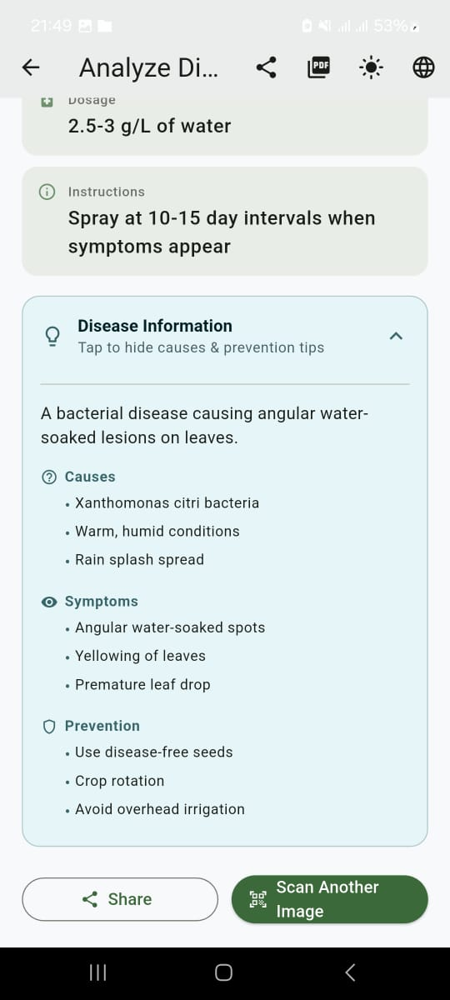 21:49
53%
Analyze Di...
PDF
Dosage
2.5-3 g/L of water
Instructions
Spray at 10-15 day intervals when
symptoms appear
Disease Information
Tap to hide causes & prevention tips
A bacterial disease causing angular water-
soaked lesions on leaves.
Causes
• Xanthomonas citri bacteria
• Warm, humid conditions
• Rain splash spread
Symptoms
• Angular water-soaked spots
• Yellowing of leaves
• Premature leaf drop
Prevention
• Use disease-free seeds
• Crop rotation
• Avoid overhead irrigation
Share
Scan Another
Image